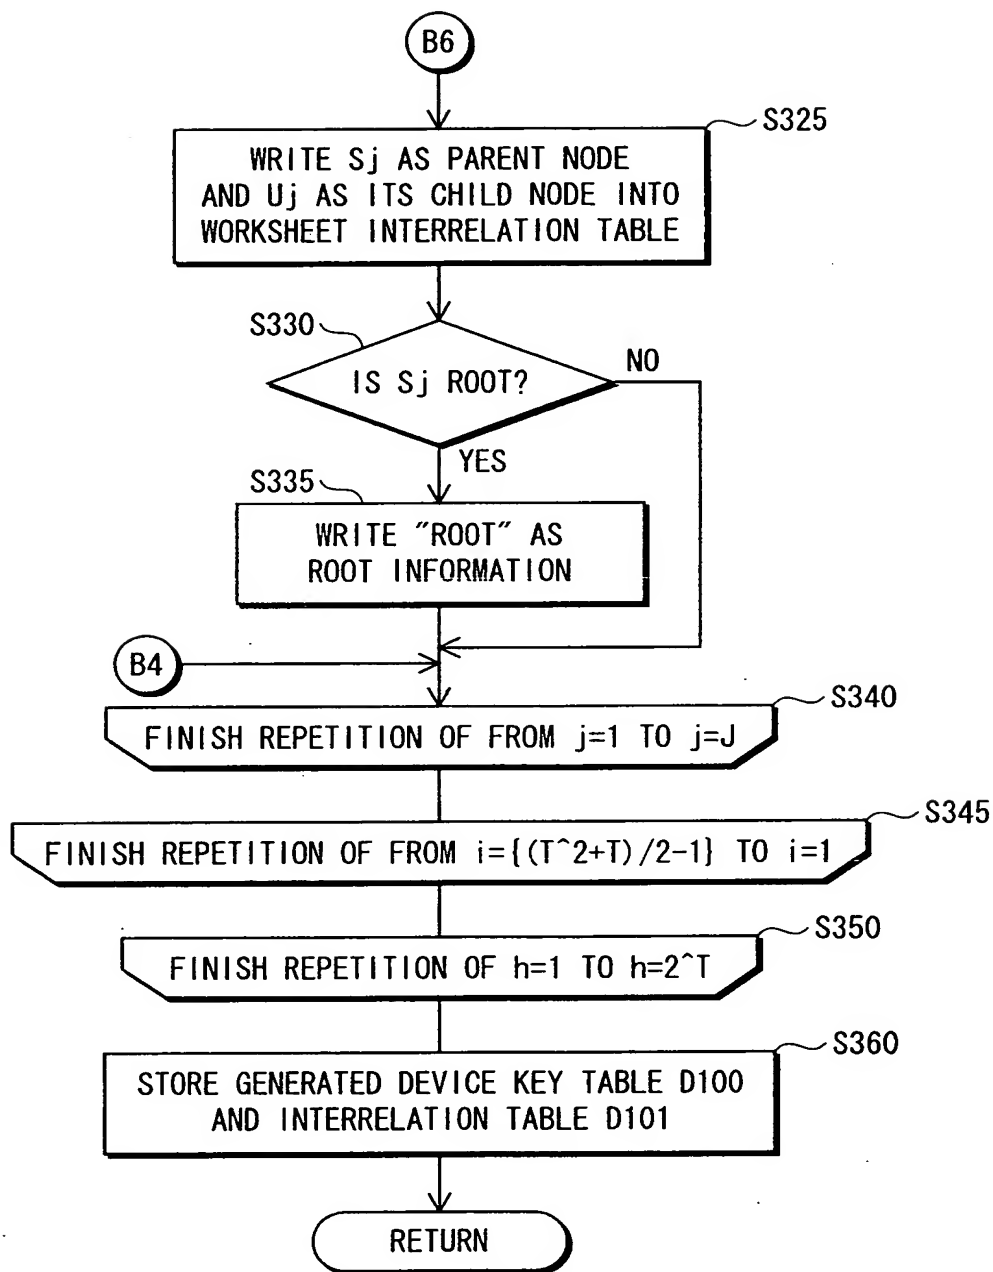 B6
S325
WRITE Sj AS PARENT NODE
AND Uj AS ITS CHILD NODE INTO
WORKSHEET INTERRELATION TABLE
S330
IS Sj ROOT?
NO
YES
S335
WRITE "ROOT" AS
ROOT INFORMATION
B4
S340
FINISH REPETITION OF FROM j=1 TO j=J
S345
FINISH REPETITION OF FROM i={(T^2+T)/2-1} TO i=1
S350
FINISH REPETITION OF h=1 TO h=2^T
S360
STORE GENERATED DEVICE KEY TABLE D100
AND INTERRELATION TABLE D101
RETURN